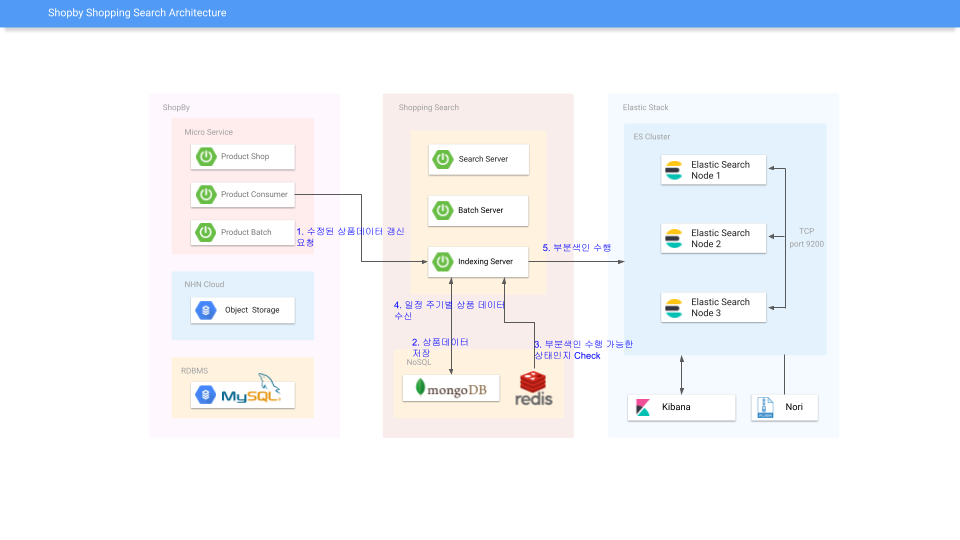 Shopby Shopping Search Architecture
ShopBy
Micro Service
Product Shop
Product Consumer
Product Batch
1. 수정된 상품데이터 갱신
요청
NHN Cloud
Object Storage
RDBMS
MySQL
Shopping Search
Search Server
Batch Server
Indexing Server
5. 부분색인 수행
4. 일정 주기별 상품 데이터
수신
2. 상품데이터
저장
3. 부분색인 수행 가능한
상태인지 Check
NoSQL
mongoDB
redis
Elastic Stack
ES Cluster
Elastic Search
Node 1
Elastic Search
Node 2
Elastic Search
Node 3
TCP
port 9200
Kibana
Nori